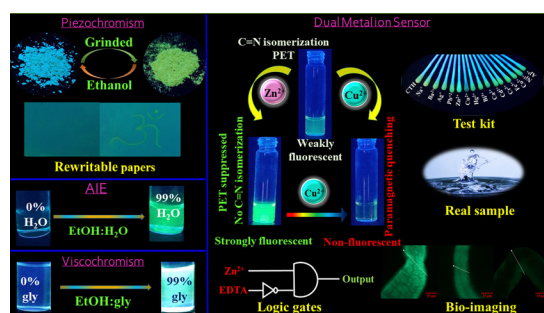 Piezochromism
Grinded
Ethanol
ॐ
Rewritable papers
AIE
0%
H₂O
EtOH:H₂O
99%
H₂O
Viscochromism
0%
gly
EtOH:gly
99%
gly
Dual Metal ion Sensor
C=N isomerization
PET
Zn²⁺
Cu²⁺
Weakly
fluorescent
PET suppressed
No C=N isomerization
Cu²⁺
Paramagnetic quenching
Strongly fluorescent
Non-fluorescent
Zn²⁺
EDTA
Output
Logic gates
Test kit
Real sample
Bio-imaging